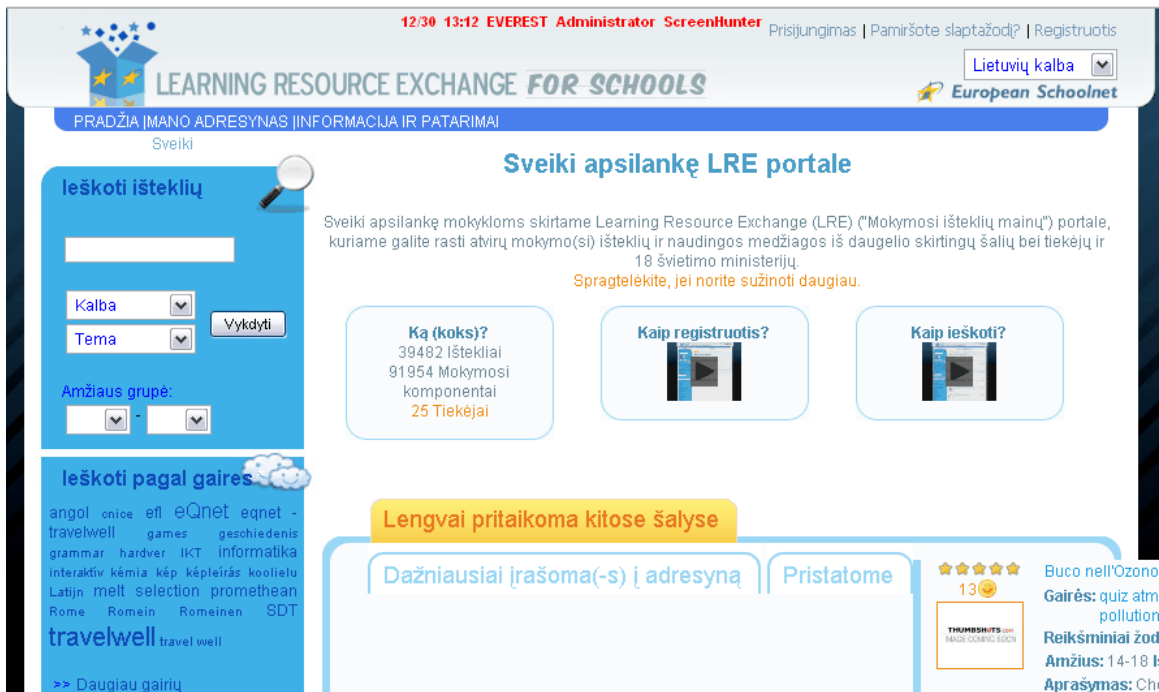 12/30 13:12 EVEREST Administrator ScreenHunter
Prisijungimas | Pamiršote slaptažodį? | Registruotis
LEARNING RESOURCE EXCHANGE FOR SCHOOLS
Lietuvių kalba
European Schoolnet
PRADŽIA |MANO ADRESYNAS |INFORMACIJA IR PATARIMAI
Sveiki
Ieškoti išteklių
Kalba
Tema
Vykdyti
Amžiaus grupė:
-
Ieškoti pagal gaires
angol cnice efl eQnet eqnet -
travelwell games geschiedenis
grammar hardver IKT informatika
interaktív kémia kép képleírás koolielu
Latijn melt selection promethean
Rome Romein Romeinen SDT
travelwell travel well
>> Daugiau gairių
Sveiki apsilankę LRE portale
Sveiki apsilankę mokykloms skirtame Learning Resource Exchange (LRE) ("Mokymosi išteklių mainų") portale,
kuriame galite rasti atvirų mokymo(si) išteklių ir naudingos medžiagos iš daugelio skirtingų šalių bei tiekėjų ir
18 švietimo ministerijų.
Spragtelėkite, jei norite sužinoti daugiau.
Ką (koks)?
39482 Ištekliai
91954 Mokymosi
komponentai
25 Tiekėjai
Kaip registruotis?
Kaip ieškoti?
Lengvai pritaikoma kitose šalyse
Dažniausiai įrašoma(-s) į adresyną
Pristatome
13
THUMBSHOTS.com
IMAGE COMING SOON
Buco nell'Ozono
Gairės: quiz atm
pollution
Reikšminiai žod
Amžius: 14-18 I
Aprašymas: Ch